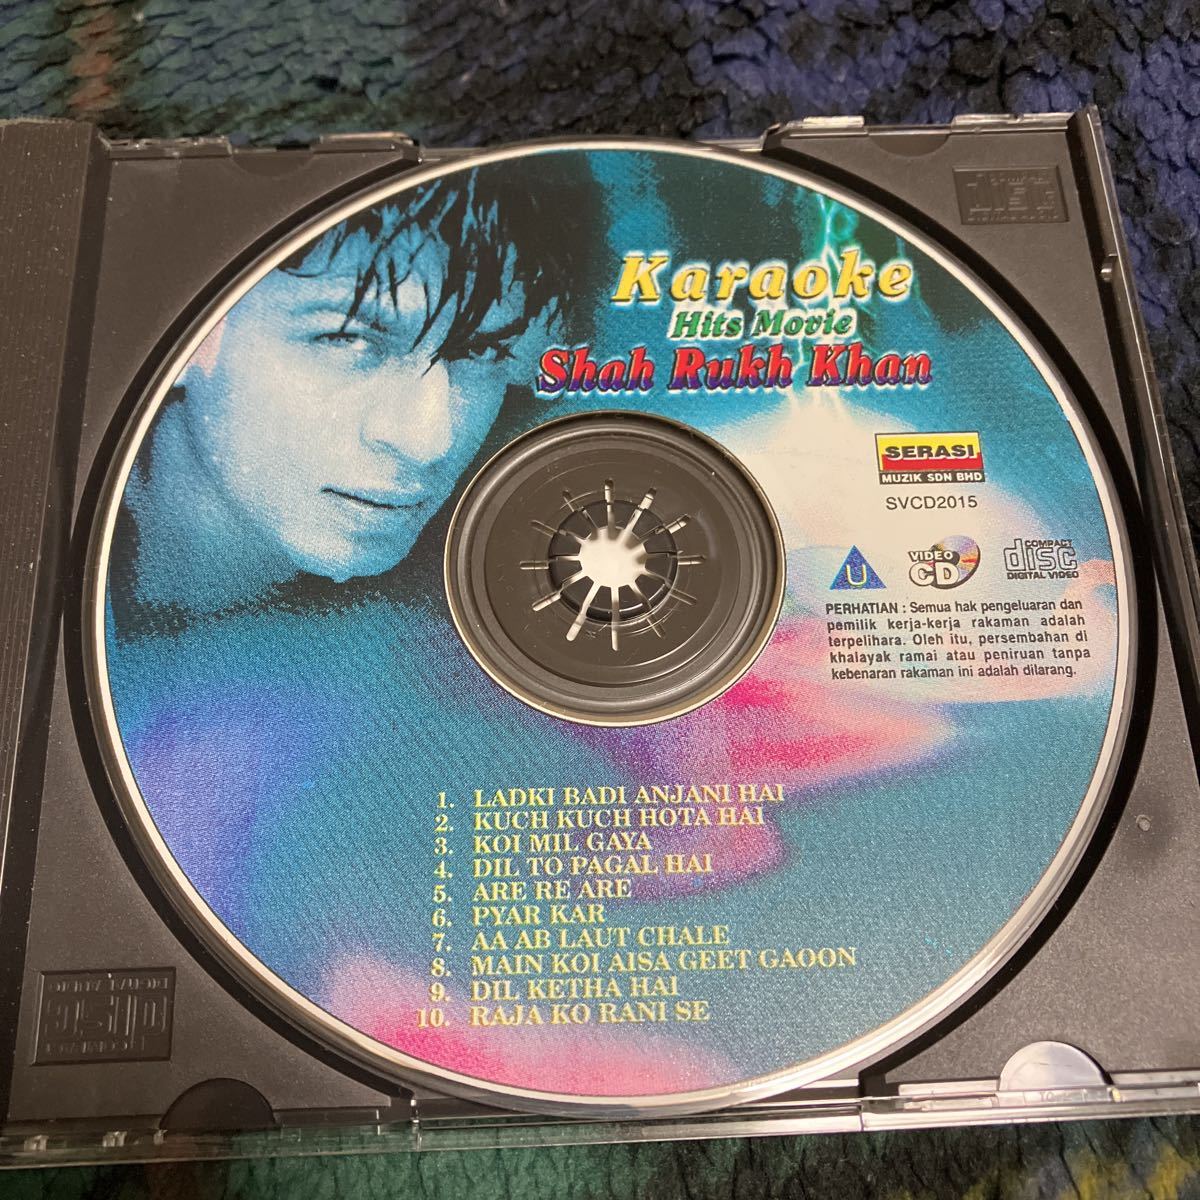 Karaoke
Hits Movie
Shah Rukh Khan
SERASI
MUZIK SDN BHD
SVCD2015
U
VIDEO
CD
COMPACT
disc
DIGITAL VIDEO
PERHATIAN : Semua hak pengeluaran dan
pemilik kerja-kerja rakaman adalah
terpelihara. Oleh itu, persembahan di
khalayak ramai atau peniruan tanpa
kebenaran rakaman ini adalah dilarang.
1. LADKI BADI ANJANI HAI
2. KUCH KUCH HOTA HAI
3. KOI MIL GAYA
4. DIL TO PAGAL HAI
5. ARE RE ARE
6. PYAR KAR
7. AA AB LAUT CHALE
8. MAIN KOI AISA GEET GAOON
9. DIL KETHA HAI
10. RAJA KO RANI SE
COMPACT
disc
DIGITAL AUDIO